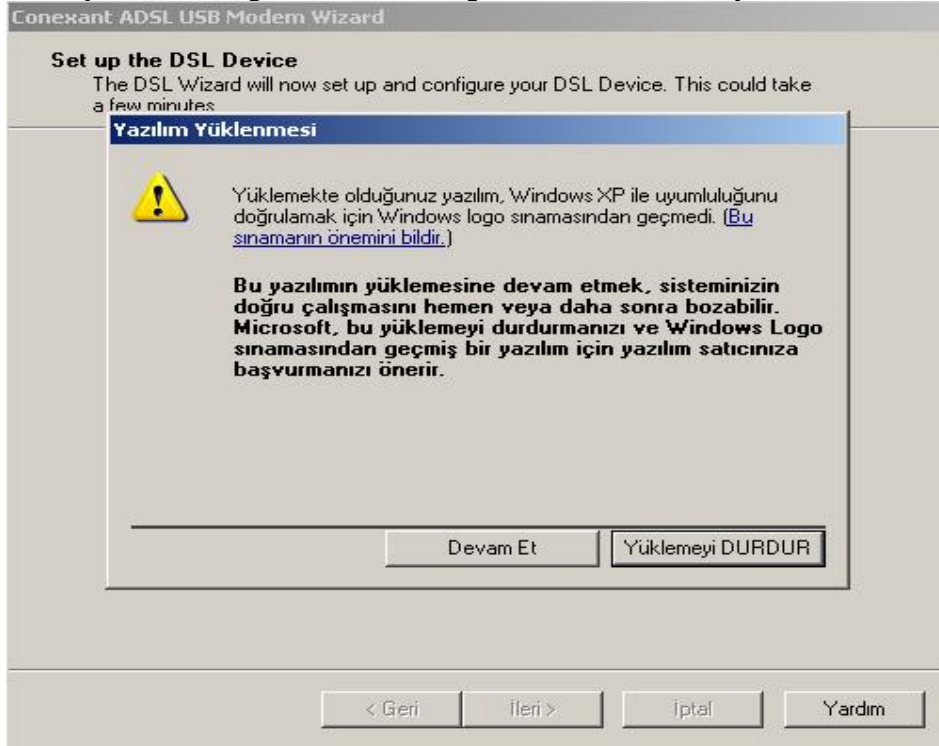 Conexant ADSL USB Modem Wizard
Set up the DSL Device
The DSL Wizard will now set up and configure your DSL Device. This could take
a few minutes
Yazılım Yüklenmesi
Yüklemekte olduğunuz yazılım, Windows XP ile uyumluluğunu
doğrulamak için Windows logo sınamasından geçmedi. (Bu
sınamanın önemini bildir.)
Bu yazılımın yüklemesine devam etmek, sisteminizin
doğru çalışmasını hemen veya daha sonra bozabilir.
Microsoft, bu yüklemeyi durdurmanızı ve Windows Logo
sınamasından geçmiş bir yazılım için yazılım satıcınıza
başvurmanızı önerir.
Devam Et
Yüklemeyi DURDUR
< Geri
İleri >
İptal
Yardım